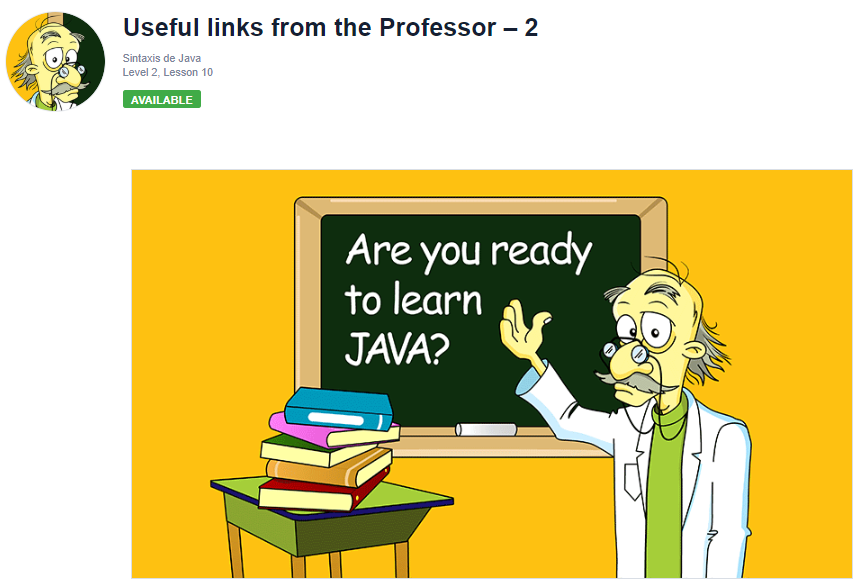 Useful links from the Professor – 2
Sintaxis de Java
Level 2, Lesson 10
AVAILABLE
Are you ready
to learn
JAVA?